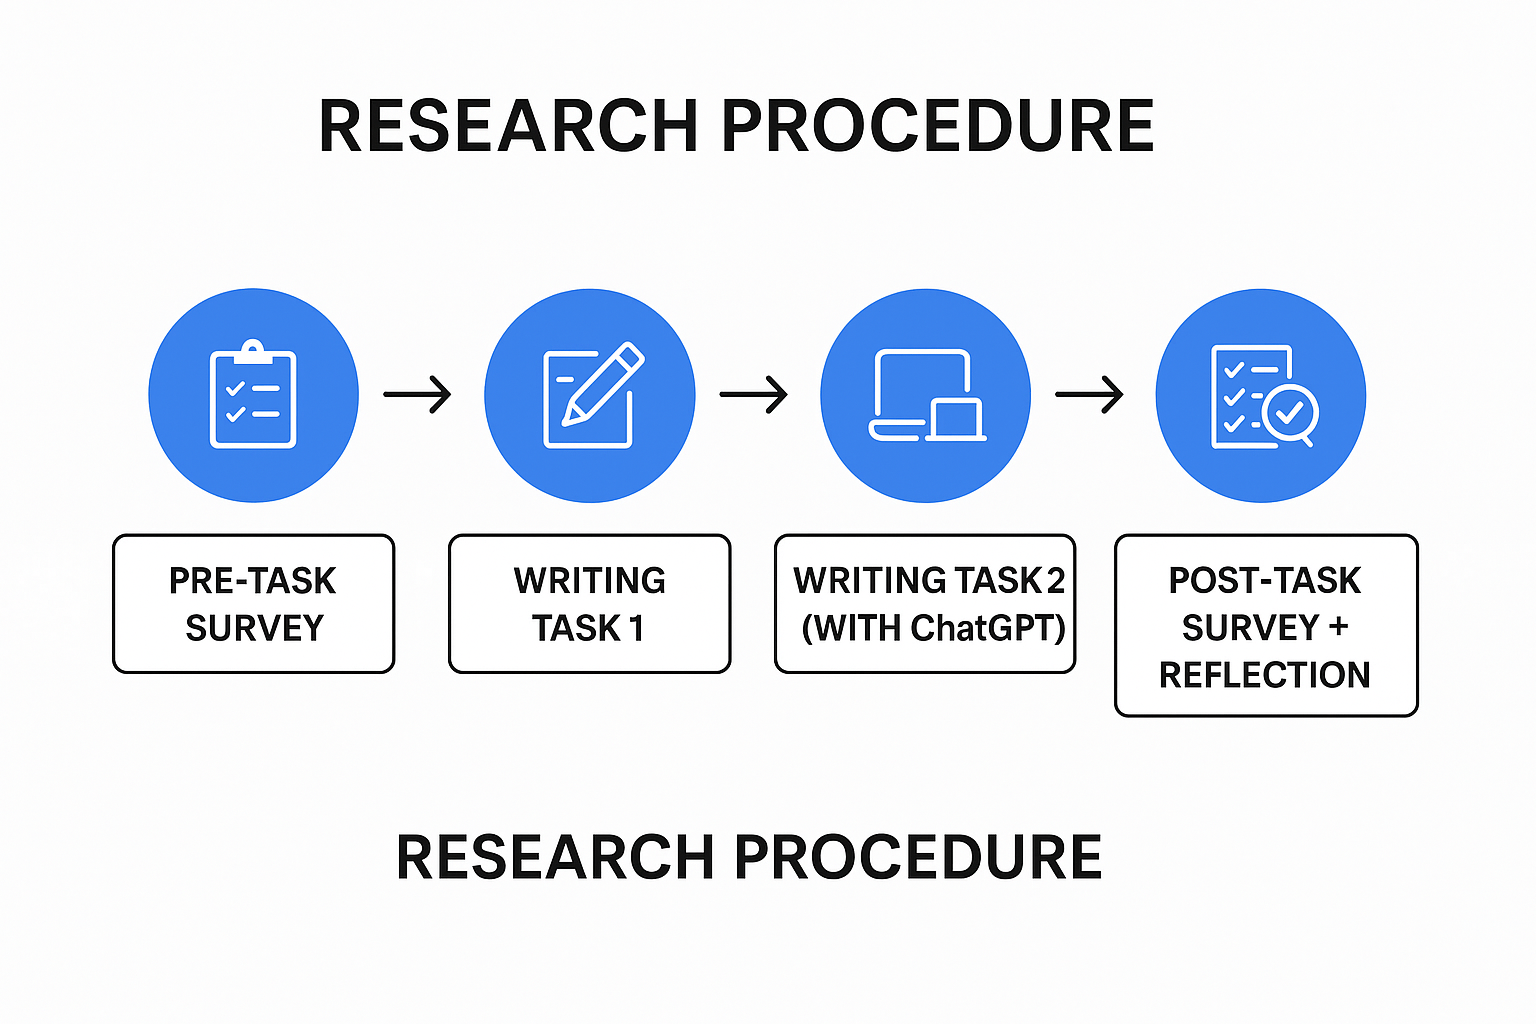 RESEARCH PROCEDURE
PRE-TASK
SURVEY
WRITING
TASK 1
WRITING TASK 2
(WITH ChatGPT)
POST-TASK
SURVEY +
REFLECTION
RESEARCH PROCEDURE